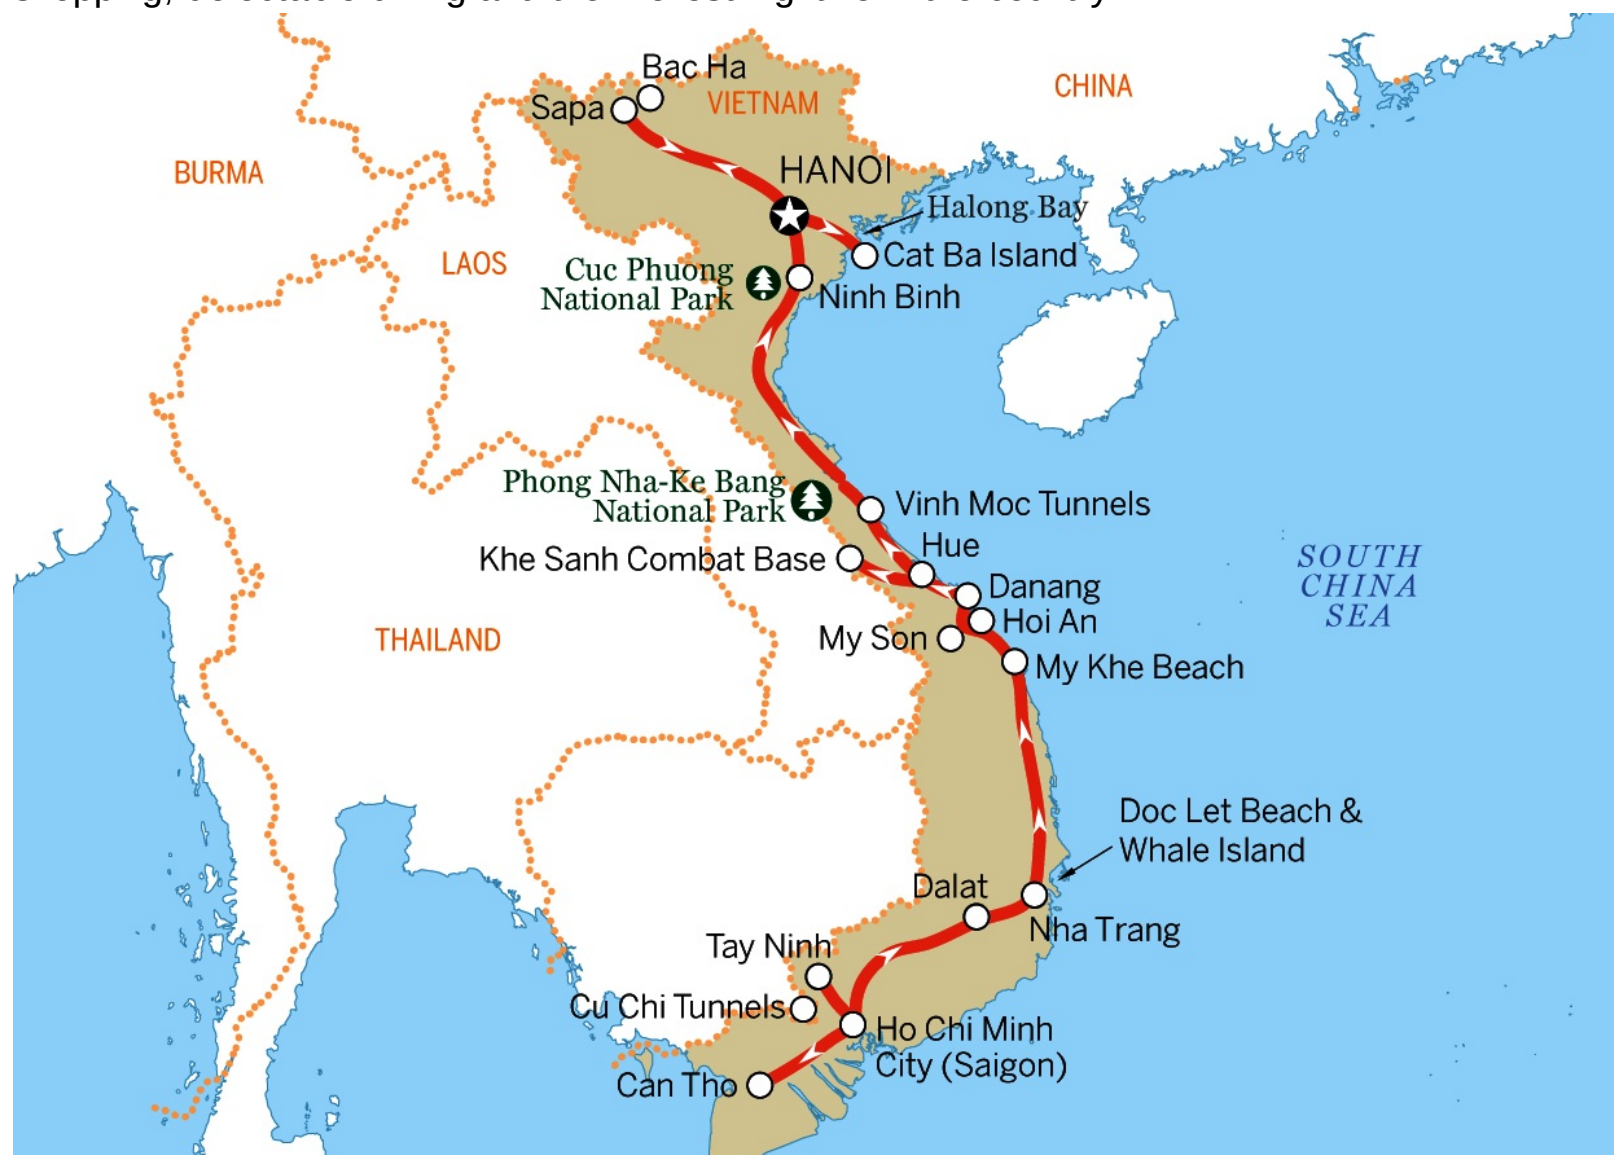 Bac Ha
Sapa
VIETNAM
CHINA
HANOI
BURMA
Halong Bay
LAOS
Cat Ba Island
Cuc Phuong
National Park
Ninh Binh
Phong Nha-Ke Bang
National Park
Vinh Moc Tunnels
Khe Sanh Combat Base
Hue
SOUTH
CHINA
SEA
Danang
Hoi An
THAILAND
My Son
My Khe Beach
Doc Let Beach &
Whale Island
Dalat
Nha Trang
Tay Ninh
Cu Chi Tunnels
Ho Chi Minh
City (Saigon)
Can Tho